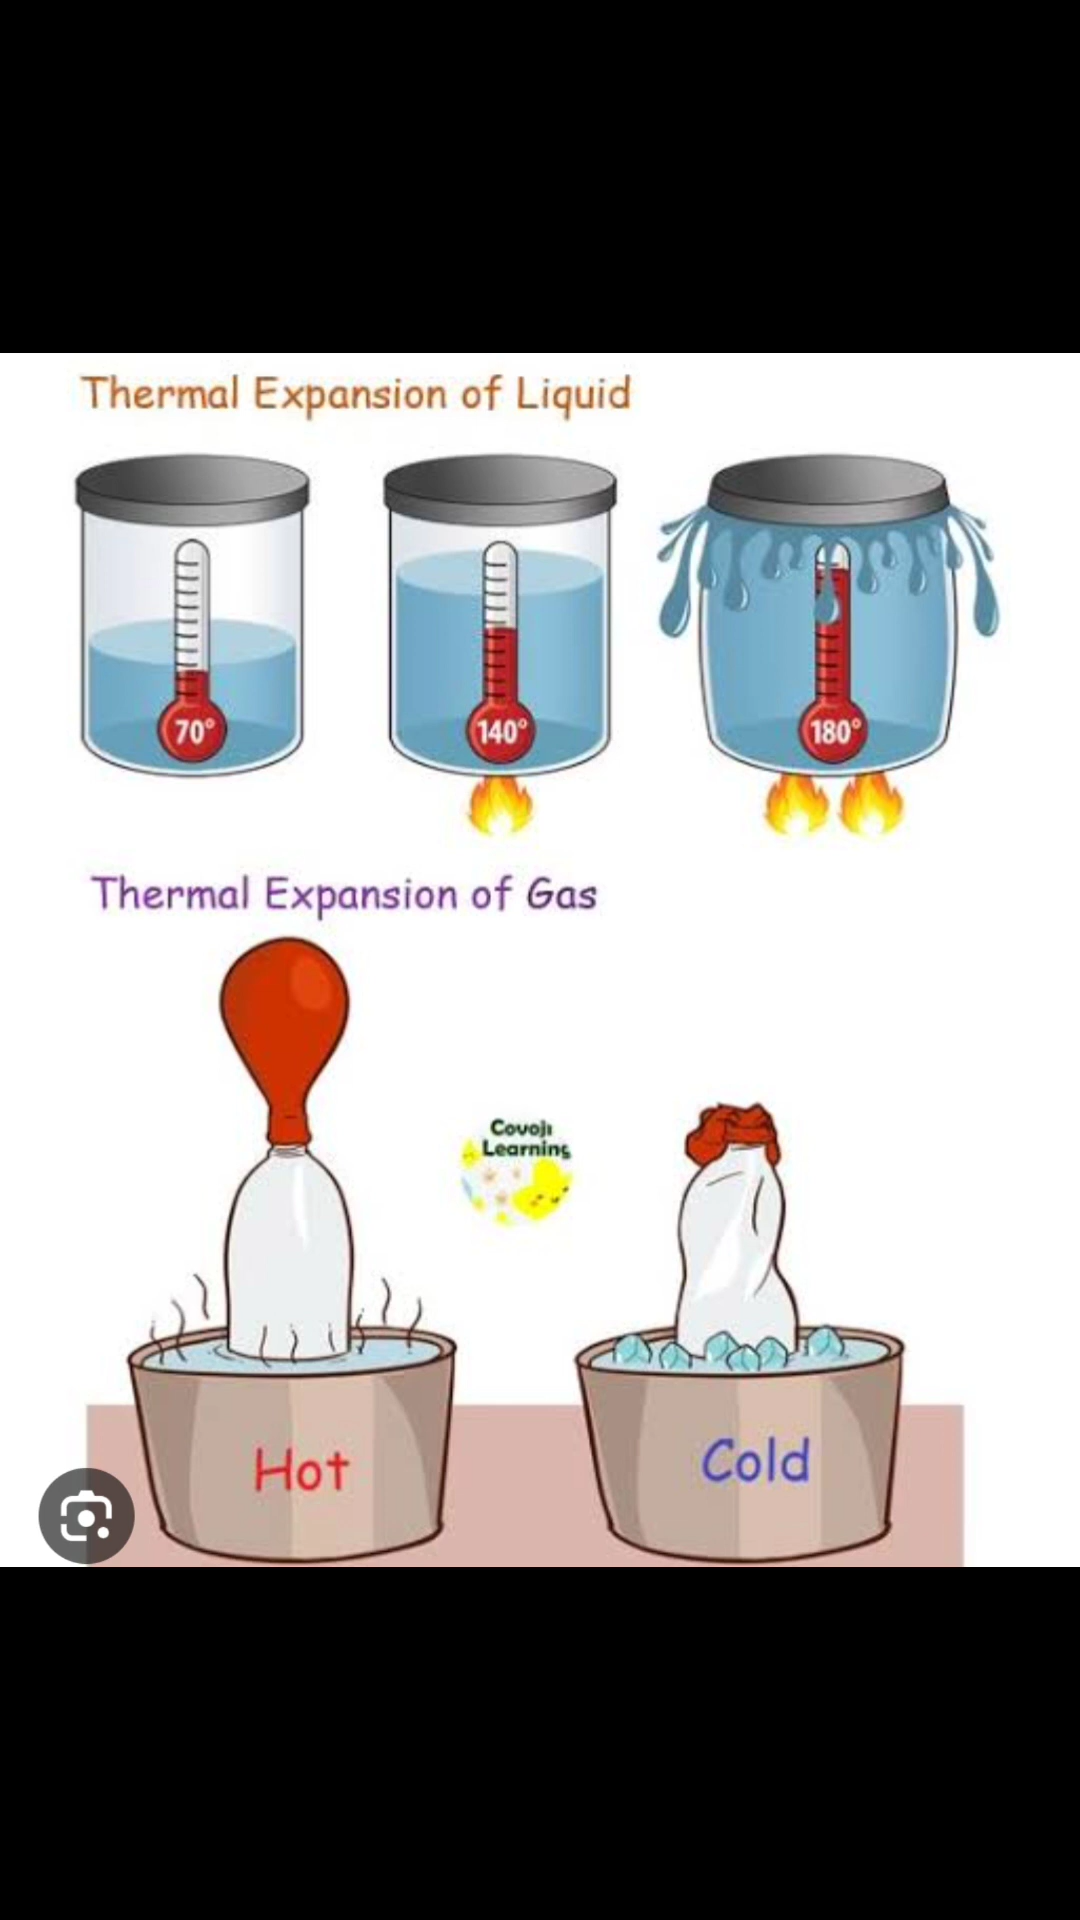 Thermal Expansion of Liquid
70°
140°
180°
Thermal Expansion of Gas
Covoji
Learning
Hot
Cold